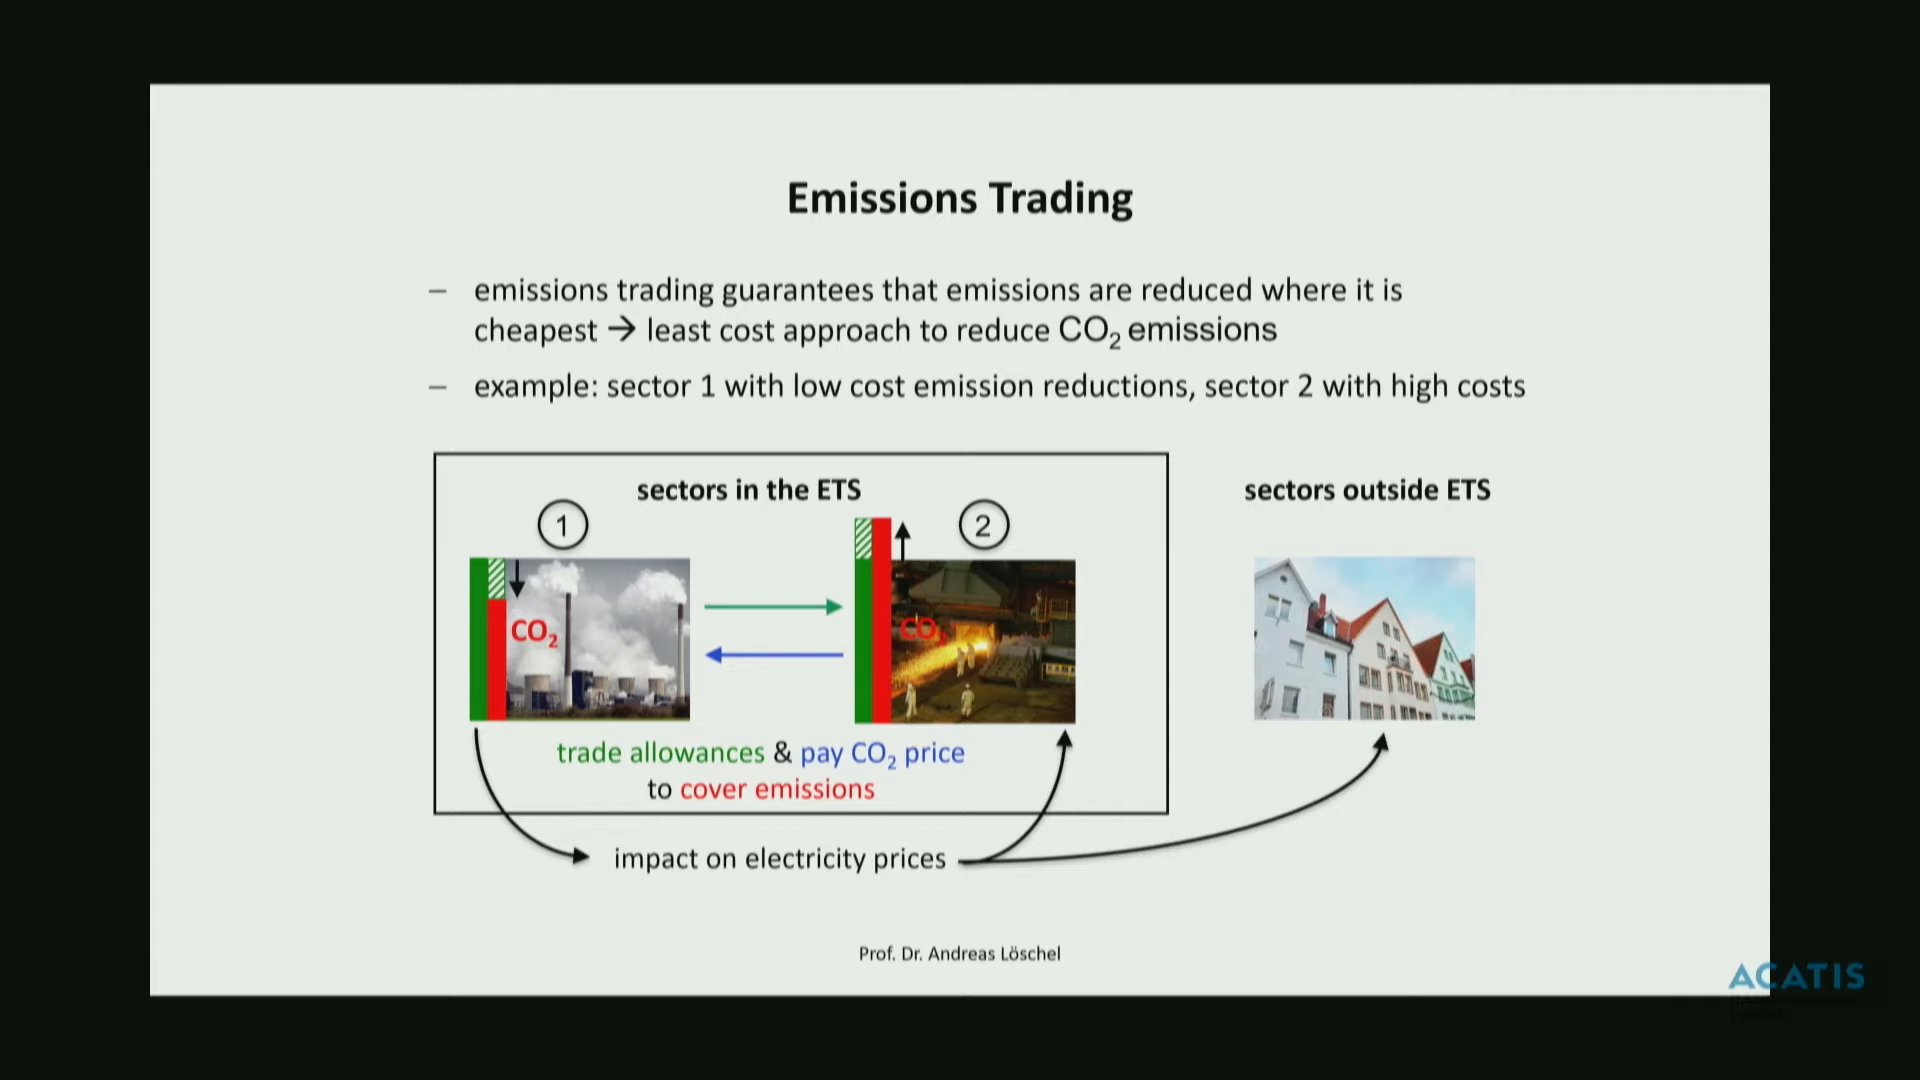 Emissions Trading
– emissions trading guarantees that emissions are reduced where it is
cheapest → least cost approach to reduce CO₂ emissions
– example: sector 1 with low cost emission reductions, sector 2 with high costs
sectors in the ETS
sectors outside ETS
1
2
CO₂
CO₂
trade allowances & pay CO₂ price
to cover emissions
impact on electricity prices
Prof. Dr. Andreas Löschel
ACATIS